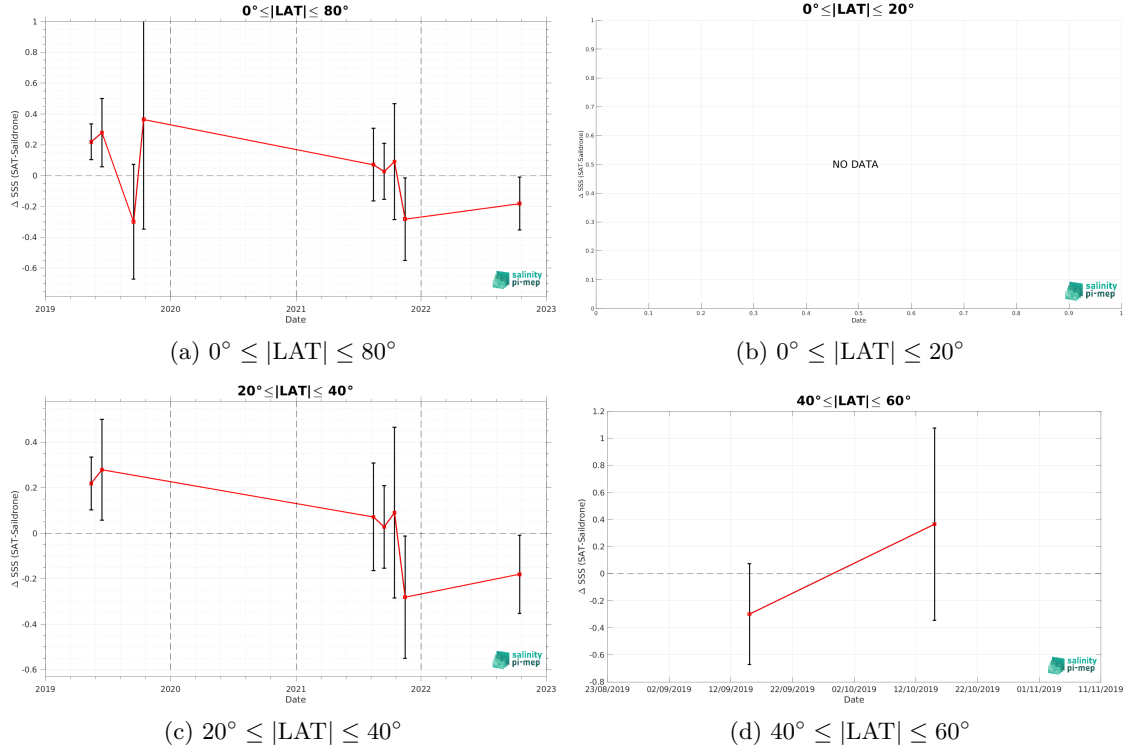 0°≤|LAT|≤ 80°
1
0.8
0.6
0.4
0.2
0
-0.2
-0.4
-0.6
Δ SSS (SAT-Saildrone)
2019
2020
2021
2022
2023
Date
salinity
pi-mep
(a) 0° ≤ |LAT| ≤ 80°
0°≤|LAT|≤ 20°
1
0.9
0.8
0.7
0.6
0.5
0.4
0.3
0.2
0.1
0
Δ SSS (SAT-Saildrone)
NO DATA
0
0.1
0.2
0.3
0.4
0.5
0.6
0.7
0.8
0.9
1
Date
salinity
pi-mep
(b) 0° ≤ |LAT| ≤ 20°
20°≤|LAT|≤ 40°
0.4
0.2
0
-0.2
-0.4
-0.6
Δ SSS (SAT-Saildrone)
2019
2020
2021
2022
2023
Date
salinity
pi-mep
(c) 20° ≤ |LAT| ≤ 40°
40°≤|LAT|≤ 60°
1.2
1
0.8
0.6
0.4
0.2
0
-0.2
-0.4
-0.6
-0.8
Δ SSS (SAT-Saildrone)
23/08/2019
02/09/2019
12/09/2019
22/09/2019
02/10/2019
12/10/2019
22/10/2019
01/11/2019
11/11/2019
Date
salinity
pi-mep
(d) 40° ≤ |LAT| ≤ 60°